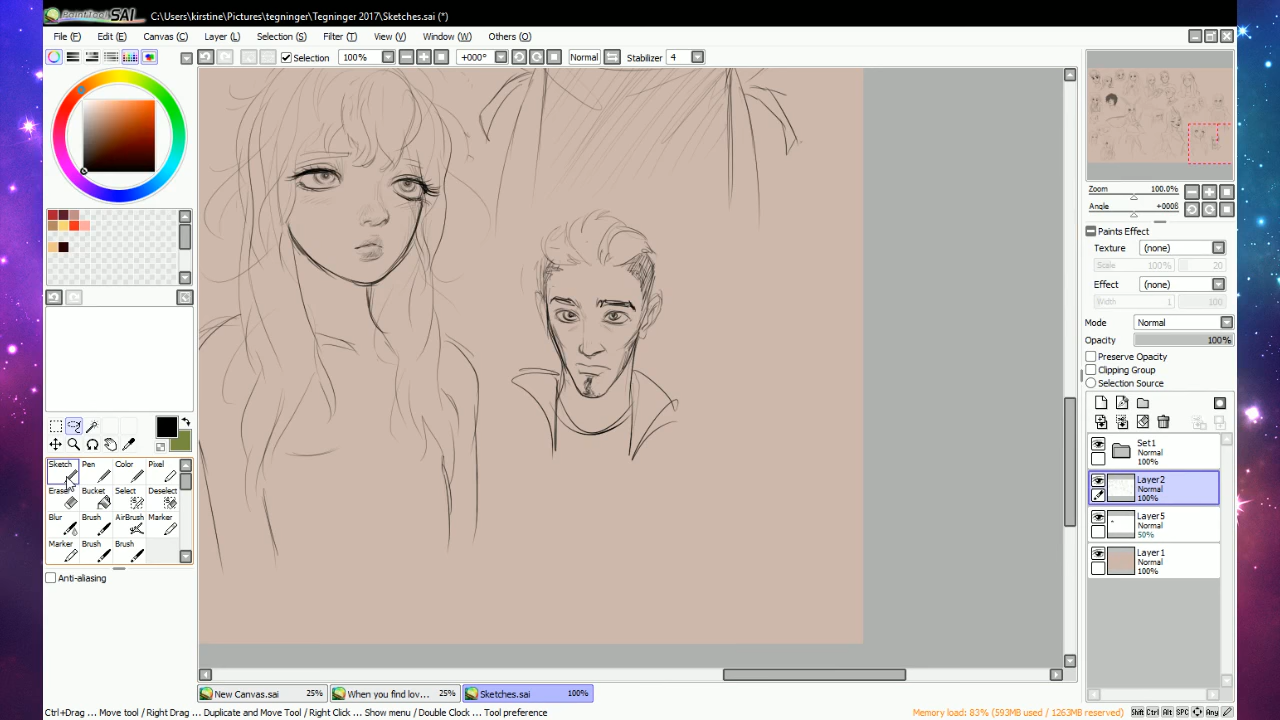 PaintTool SAI C:\Users\kirstine\Pictures\tegninger\Tegninger 2017\Sketches.sai (*)
File (F) Edit (E) Canvas (C) Layer (L) Selection (S) Filter (T) View (V) Window (W) Others (O)
Selection 100% +000° Normal Stabilizer 4
Zoom 100.0%
Angle +0008
Paints Effect
Texture (none)
Scale 100% 20
Effect (none)
Width 1 100
Mode Normal
Opacity 100%
Preserve Opacity
Clipping Group
Selection Source
Set1
Normal
100%
Layer2
Normal
100%
Layer5
Normal
50%
Layer1
Normal
100%
Sketch Pen Color Pixel
Eraser Bucket Select Deselect
Blur Brush AirBrush Marker
Marker Brush Brush
Anti-aliasing
New Canvas.sai 25% When you find lov... 25% Sketches.sai 100%
Ctrl+Drag ... Move tool / Right Drag ... Duplicate and Move Tool / Right Click ... Show menu / Double Click ... Tool preference
Memory load: 83% (593MB used / 1263MB reserved) Shift Ctrl Alt SPC Any